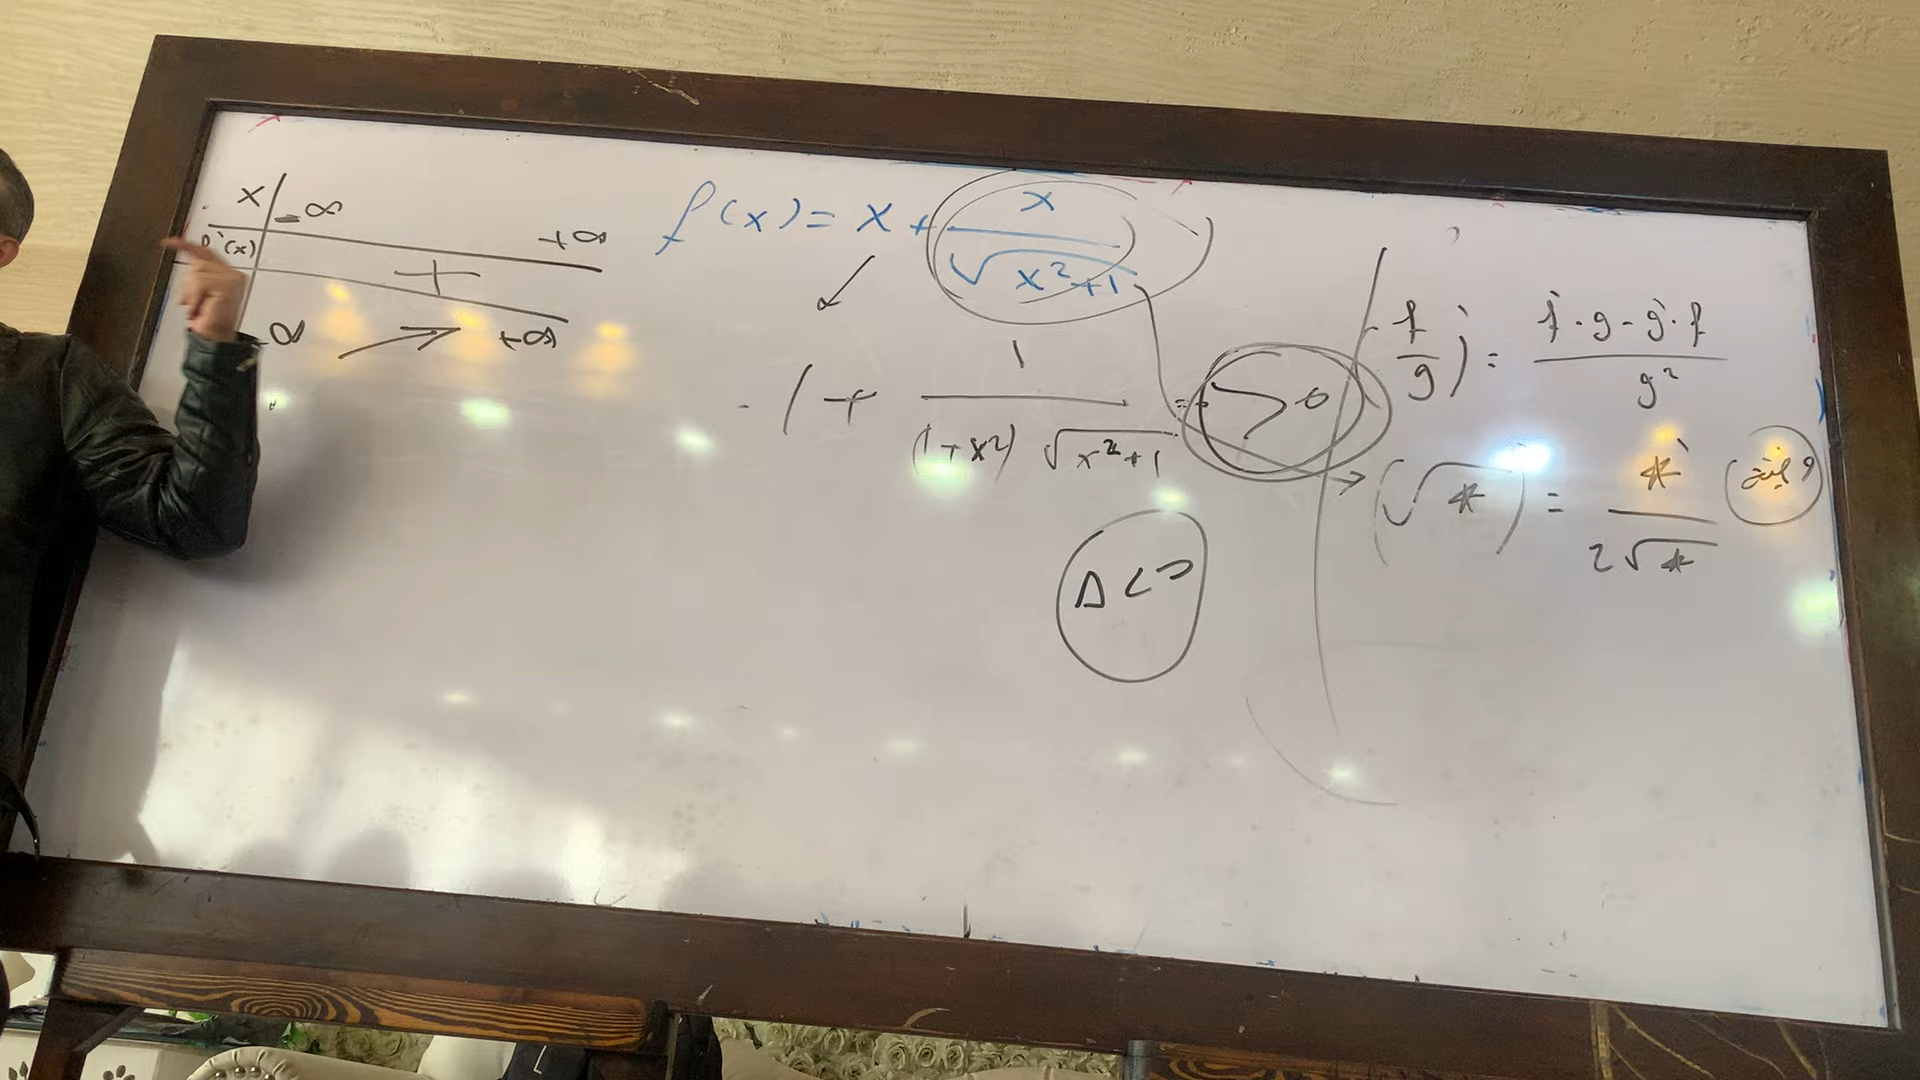 x | -∞ +∞
f'(x) | +
-∞ → +∞
f(x) = x + x / √(x²+1)
1 + 1 / ((1+x²) √(x²+1)) = > 0
Δ < 0
(f/g)' = (f'·g - g'·f) / g²
(√*)' = *' / (2√*)